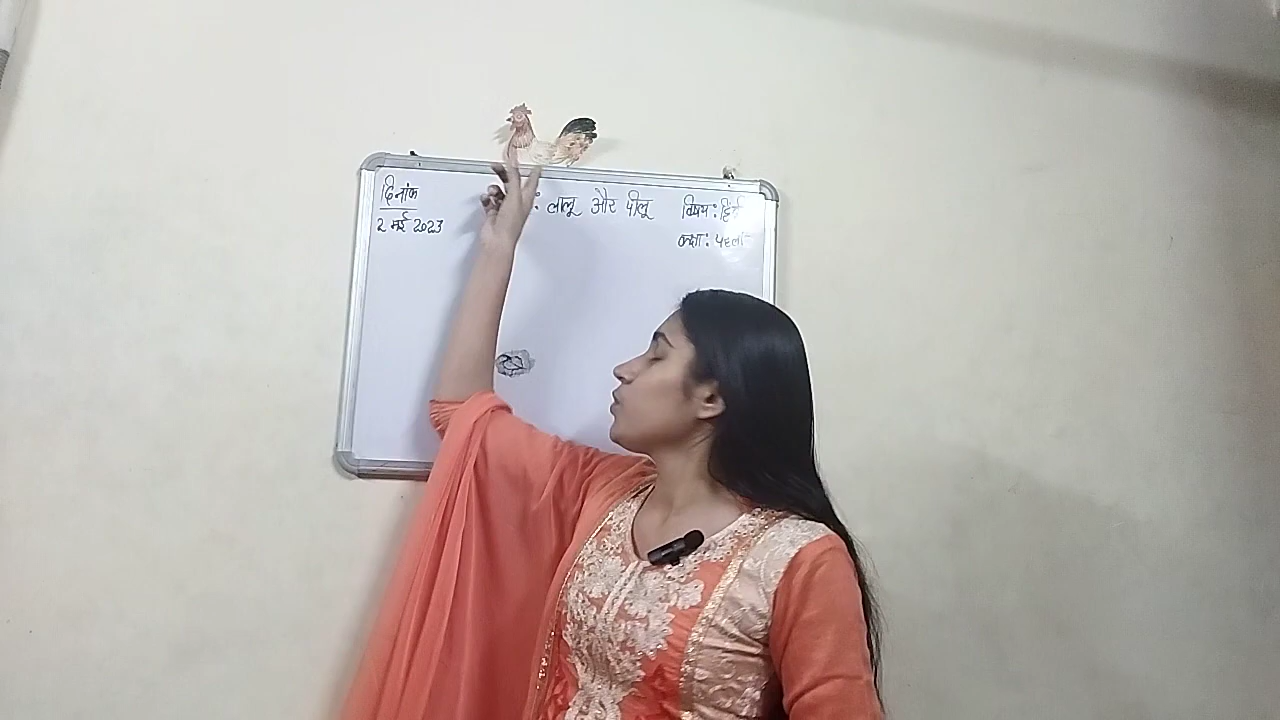 दिनांक
2 मई 2023
: लालू और पीलू
विषय: हिंदी
कक्षा: पहली